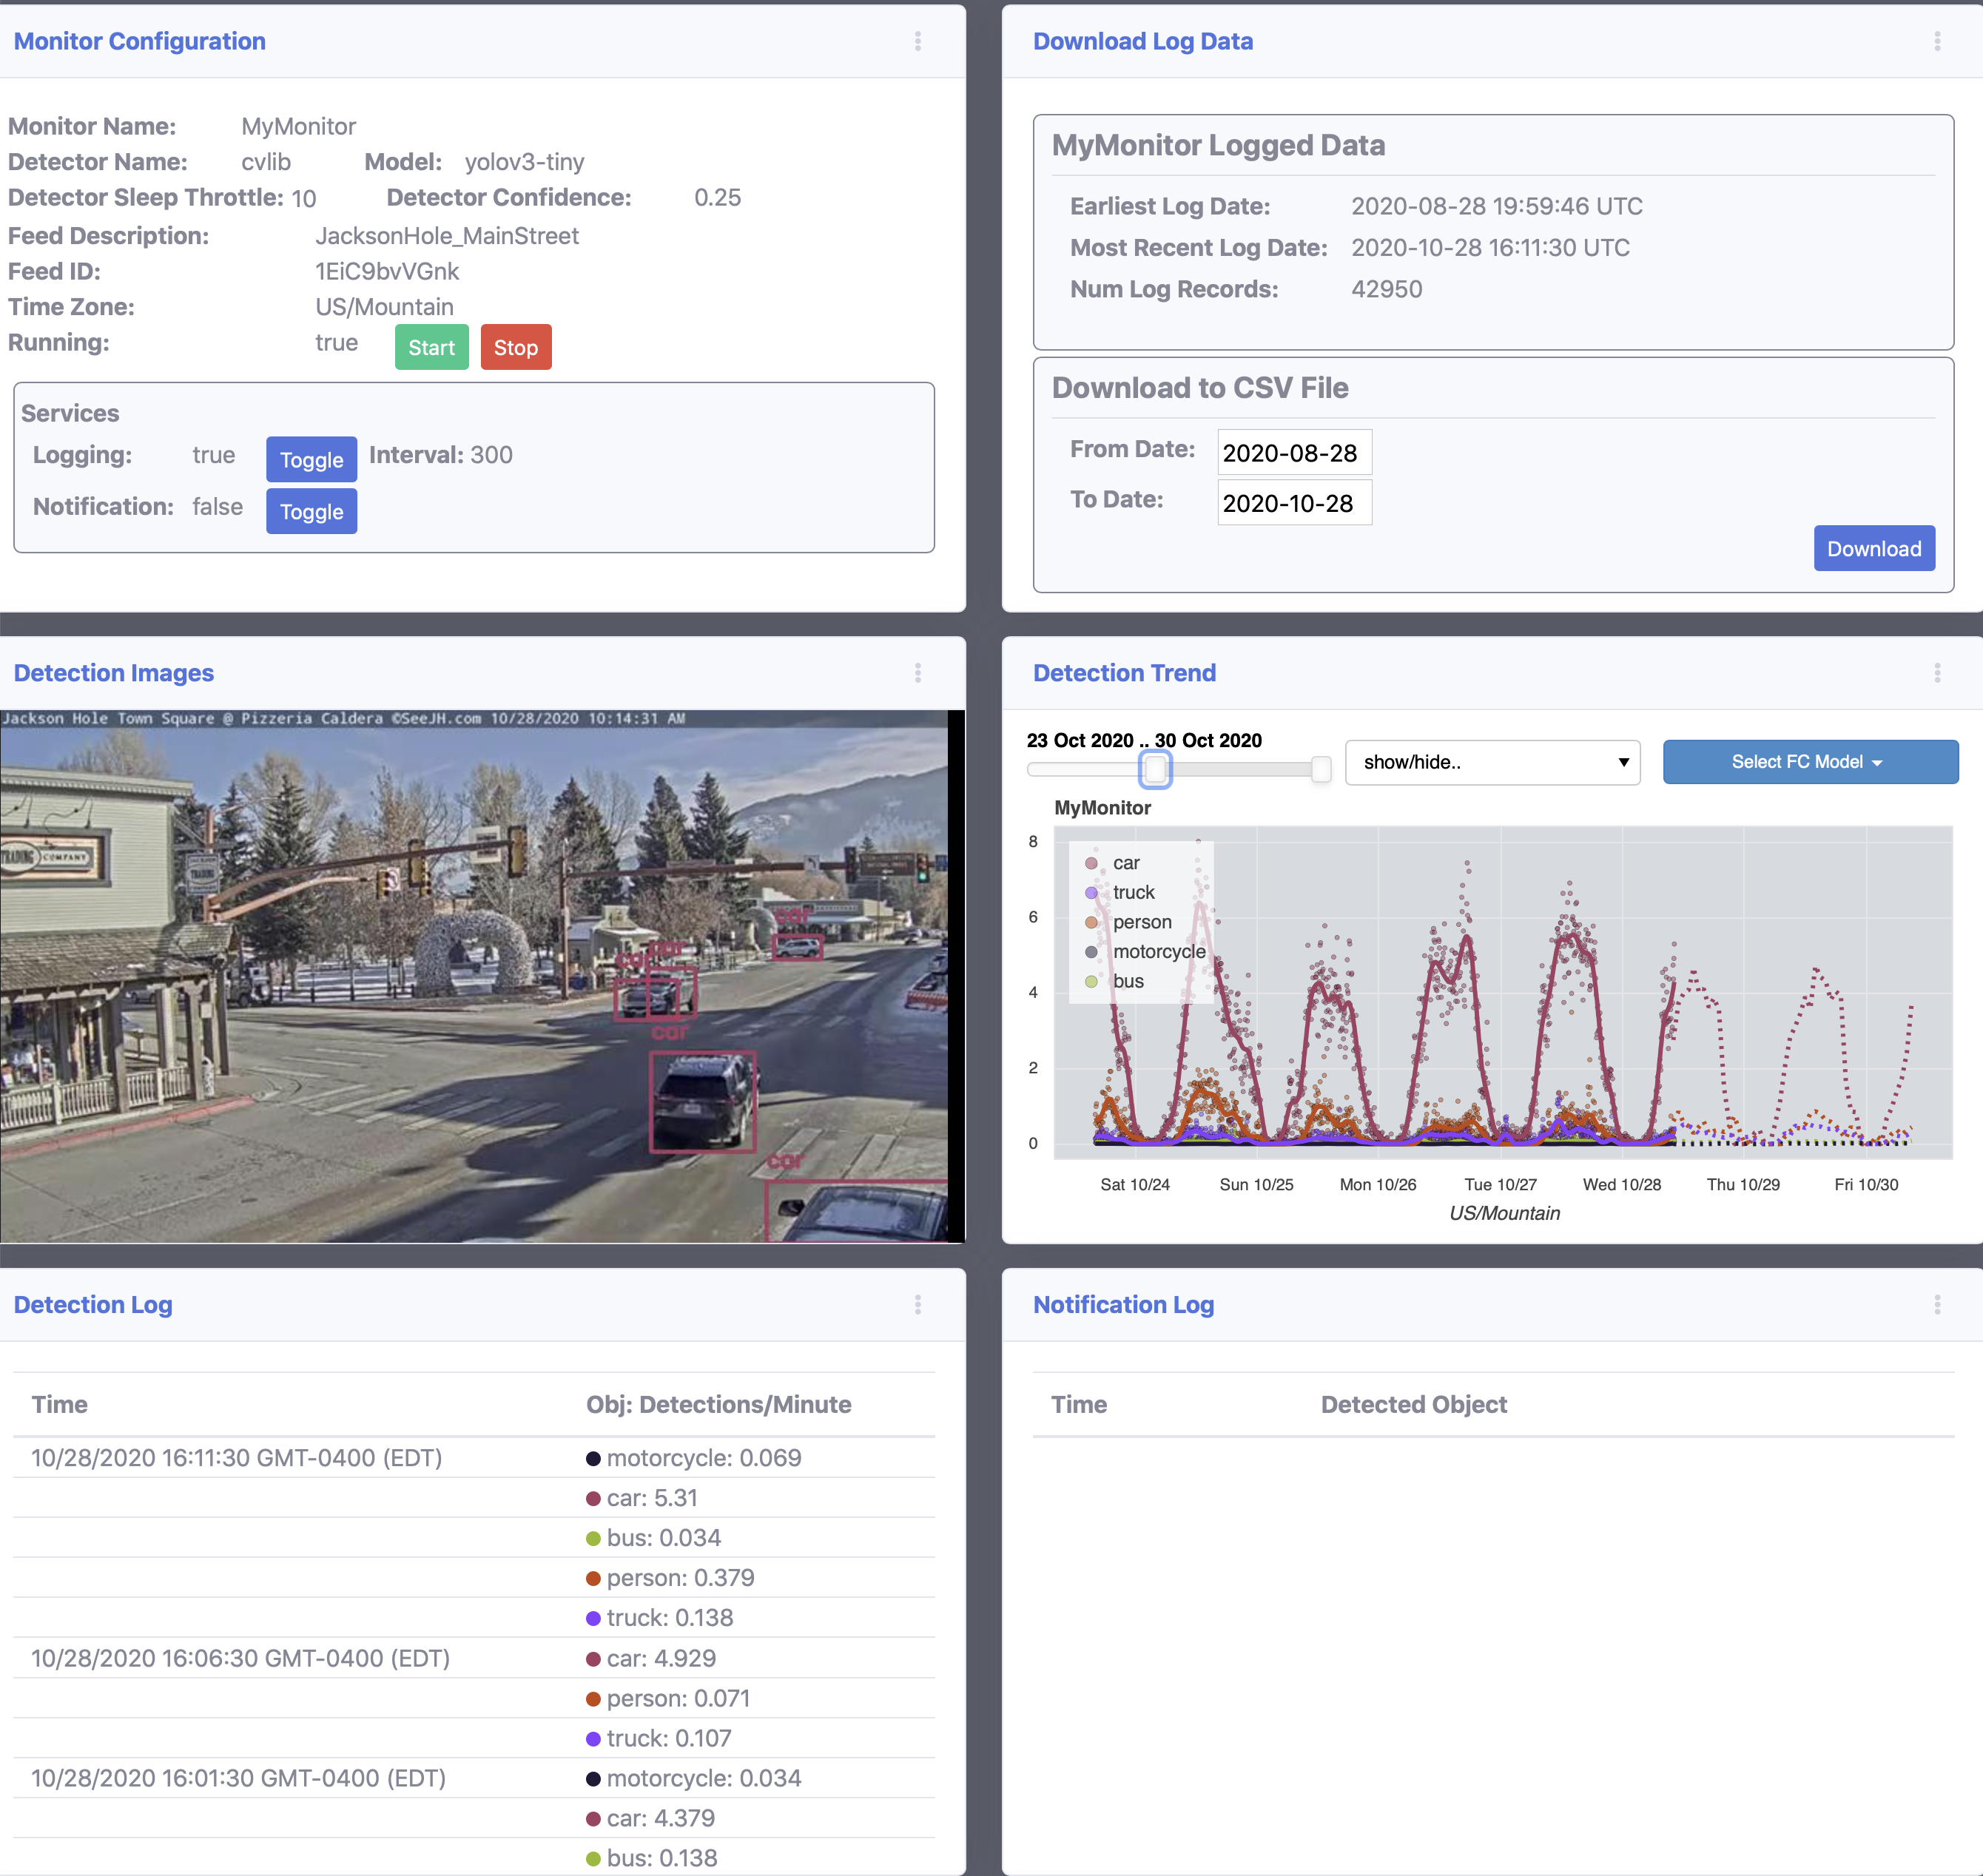 Monitor Configuration
Monitor Name: MyMonitor
Detector Name: cvlib Model: yolov3-tiny
Detector Sleep Throttle: 10 Detector Confidence: 0.25
Feed Description: JacksonHole_MainStreet
Feed ID: 1EiC9bvVGnk
Time Zone: US/Mountain
Running: true Start Stop
Services
Logging: true Toggle Interval: 300
Notification: false Toggle
Download Log Data
MyMonitor Logged Data
Earliest Log Date: 2020-08-28 19:59:46 UTC
Most Recent Log Date: 2020-10-28 16:11:30 UTC
Num Log Records: 42950
Download to CSV File
From Date: 2020-08-28
To Date: 2020-10-28
Download
Detection Images
Jackson Hole Town Square @ Pizzeria Caldera ©SeeJH.com 10/28/2020 10:14:31 AM
TRADING COMPANY
TRADING
car
car
car
car
car
Detection Trend
23 Oct 2020 .. 30 Oct 2020
show/hide..
Select FC Model
MyMonitor
8
6
4
2
0
car
truck
person
motorcycle
bus
Sat 10/24 Sun 10/25 Mon 10/26 Tue 10/27 Wed 10/28 Thu 10/29 Fri 10/30
US/Mountain
Detection Log
Time Obj: Detections/Minute
10/28/2020 16:11:30 GMT-0400 (EDT) motorcycle: 0.069
car: 5.31
bus: 0.034
person: 0.379
truck: 0.138
10/28/2020 16:06:30 GMT-0400 (EDT) car: 4.929
person: 0.071
truck: 0.107
10/28/2020 16:01:30 GMT-0400 (EDT) motorcycle: 0.034
car: 4.379
bus: 0.138
Notification Log
Time Detected Object